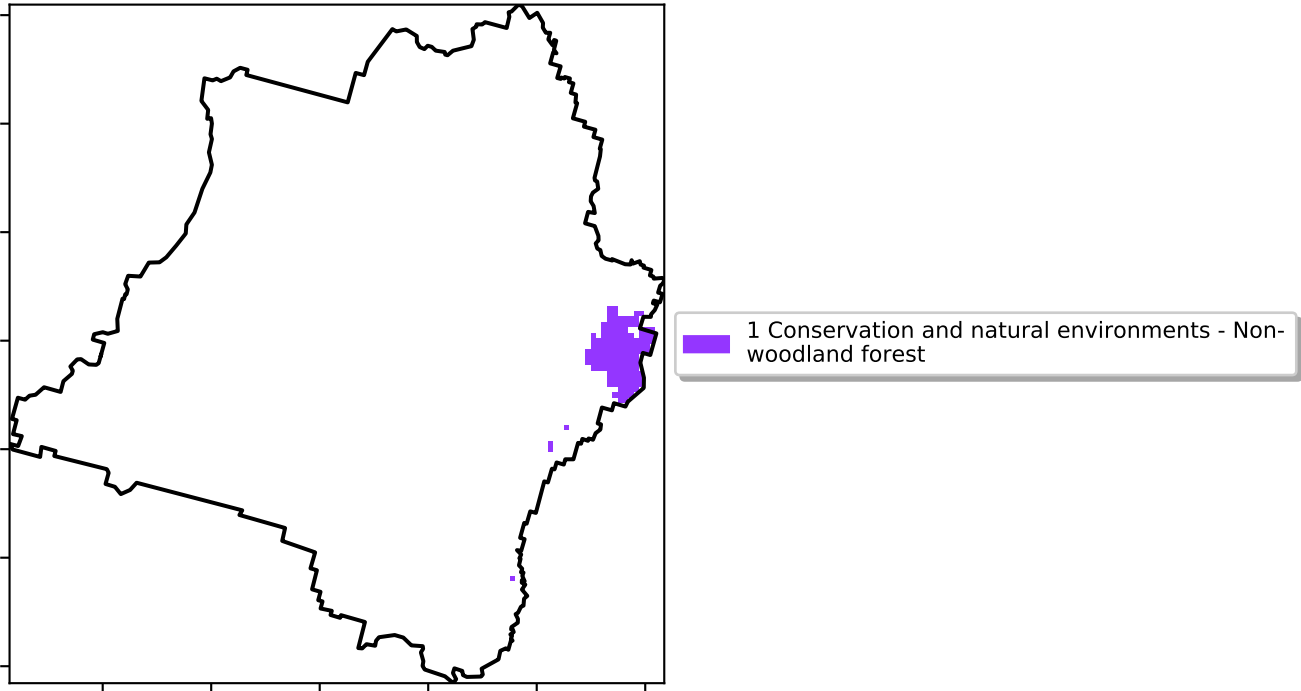 1 Conservation and natural environments - Non-
woodland forest